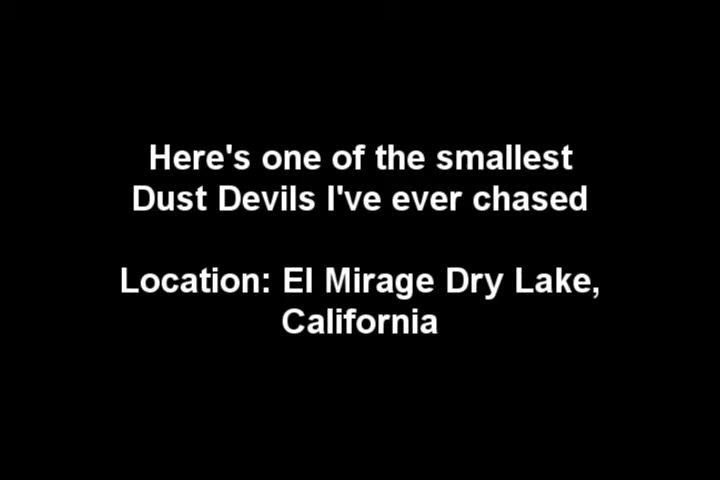 Here's one of the smallest
Dust Devils I've ever chased
Location: El Mirage Dry Lake,
California